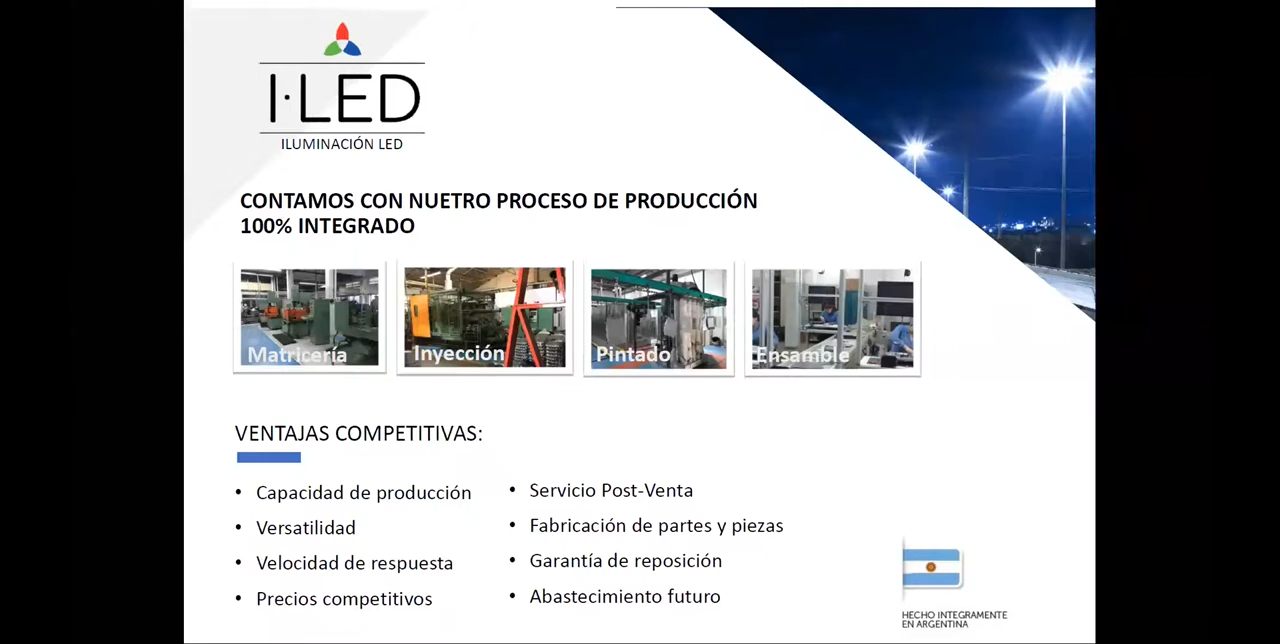 I·LED
ILUMINACIÓN LED
CONTAMOS CON NUETRO PROCESO DE PRODUCCIÓN
100% INTEGRADO
Matricería
Inyección
Pintado
Ensamble
VENTAJAS COMPETITIVAS:
• Capacidad de producción
• Versatilidad
• Velocidad de respuesta
• Precios competitivos
• Servicio Post-Venta
• Fabricación de partes y piezas
• Garantía de reposición
• Abastecimiento futuro
HECHO INTEGRAMENTE
EN ARGENTINA